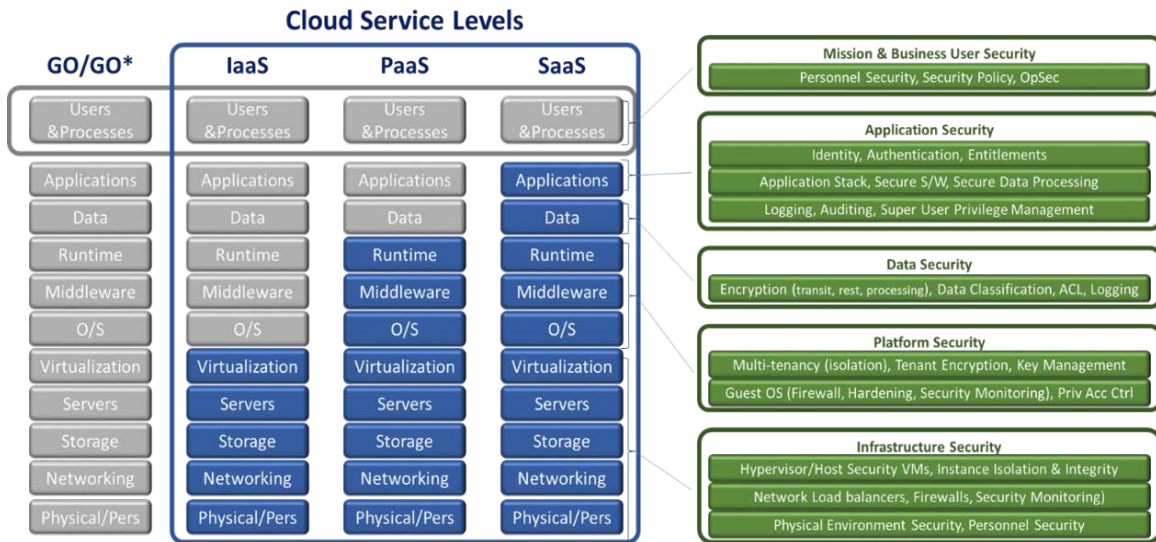 Cloud Service Levels
GO/GO*
IaaS
PaaS
SaaS
Users
&Processes
Users
&Processes
Users
&Processes
Users
&Processes
Applications
Applications
Applications
Applications
Data
Data
Data
Data
Runtime
Runtime
Runtime
Runtime
Middleware
Middleware
Middleware
Middleware
O/S
O/S
O/S
O/S
Virtualization
Virtualization
Virtualization
Virtualization
Servers
Servers
Servers
Servers
Storage
Storage
Storage
Storage
Networking
Networking
Networking
Networking
Physical/Pers
Physical/Pers
Physical/Pers
Physical/Pers
Mission & Business User Security
Personnel Security, Security Policy, OpSec
Application Security
Identity, Authentication, Entitlements
Application Stack, Secure S/W, Secure Data Processing
Logging, Auditing, Super User Privilege Management
Data Security
Encryption (transit, rest, processing), Data Classification, ACL, Logging
Platform Security
Multi-tenancy (isolation), Tenant Encryption, Key Management
Guest OS (Firewall, Hardening, Security Monitoring), Priv Acc Ctrl
Infrastructure Security
Hypervisor/Host Security VMs, Instance Isolation & Integrity
Network Load balancers, Firewalls, Security Monitoring)
Physical Environment Security, Personnel Security